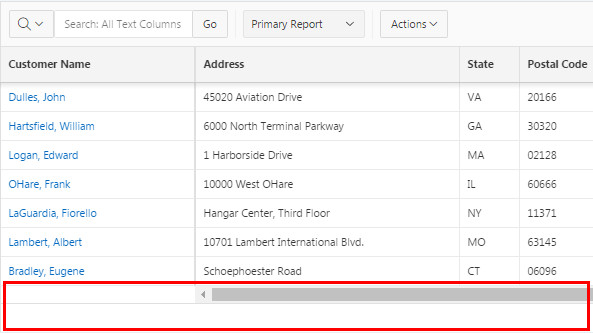 Search: All Text Columns Go Primary Report Actions
Customer Name Address State Postal Code
Dulles, John 45020 Aviation Drive VA 20166
Hartsfield, William 6000 North Terminal Parkway GA 30320
Logan, Edward 1 Harborside Drive MA 02128
OHare, Frank 10000 West OHare IL 60666
LaGuardia, Fiorello Hangar Center, Third Floor NY 11371
Lambert, Albert 10701 Lambert International Blvd. MO 63145
Bradley, Eugene Schoephoester Road CT 06096